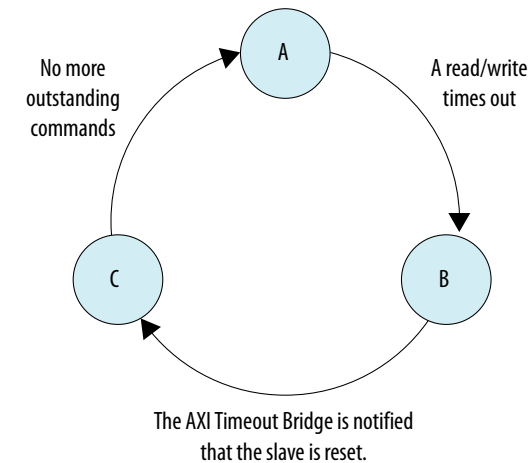 A
No more
outstanding
commands
A read/write
times out
C
B
The AXI Timeout Bridge is notified
that the slave is reset.